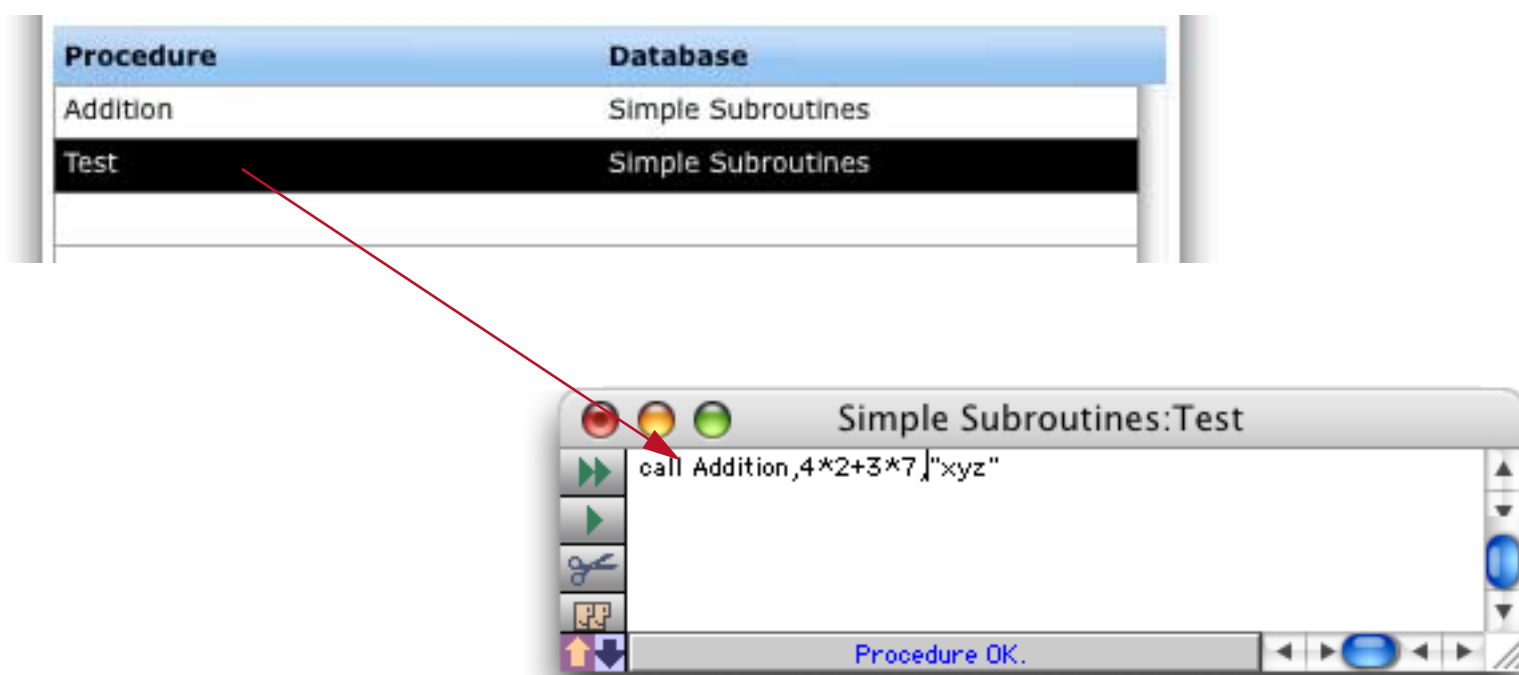 Procedure Database
Addition Simple Subroutines
Test Simple Subroutines
Simple Subroutines:Test
call Addition,4*2+3*7,"xyz"
Procedure OK.